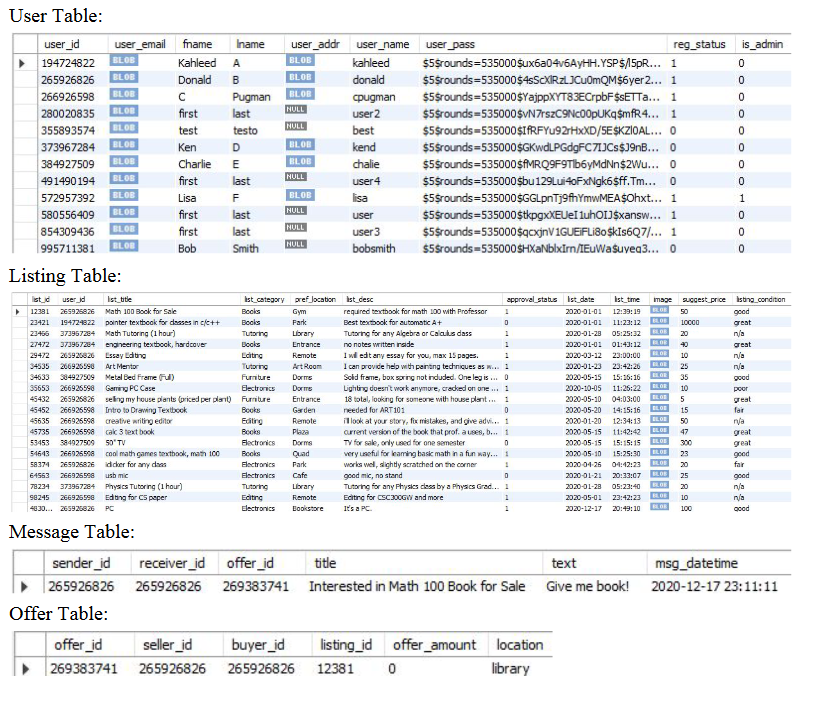 User Table:
user_id user_email fname lname user_addr user_name user_pass reg_status is_admin
194724822 BLOB Kahleed A BLOB kahleed $5$rounds=535000$ux6a04v6AyHH.YSP$/l5pR... 1 0
265926826 BLOB Donald B BLOB donald $5$rounds=535000$4sScXlRzLJCu0mQM$6yer2... 1 0
266926598 BLOB C Pugman BLOB cpugman $5$rounds=535000$YajppXYT83ECrpbF$sETTa... 1 0
280020835 BLOB first last NULL user2 $5$rounds=535000$vN7rszC9Nc00pUKq$mfR4... 1 0
355893574 BLOB test testo NULL best $5$rounds=535000$IfRFYu92rHxXD/5E$KZl0AL... 0 0
373967284 BLOB Ken D BLOB kend $5$rounds=535000$GKwdLPGdgFC7IJCs$J9nB... 1 0
384927509 BLOB Charlie E BLOB chalie $5$rounds=535000$fMRQ9F9Tlb6yMdNn$2Wu... 1 0
491490194 BLOB first last NULL user4 $5$rounds=535000$bu129Lui4oFxNgk6$ff.Tm... 0 0
572957392 BLOB Lisa F BLOB lisa $5$rounds=535000$GGLpnTj9fhYmwMEA$Ohxt... 1 1
580556409 BLOB first last NULL user $5$rounds=535000$tkpgxXEUeI1uhOIJ$xansw... 1 0
854309436 BLOB first last NULL user3 $5$rounds=535000$qcxjnV1GUEiFLi8o$kIs6Q7/... 1 0
995711381 BLOB Bob Smith NULL bobsmith $5$rounds=535000$HXaNblxIrn/IEuWa$uyeq3... 0 0
Listing Table:
list_id user_id list_title list_category pref_location list_desc approval_status list_date list_time image suggest_price listing_condition
12381 265926826 Math 100 Book for Sale Books Gym required textbook for math 100 with Professor 1 2020-01-01 12:39:19 BLOB 50 good
23421 194724822 pointer textbook for classes in c/c++ Books Park Best textbook for automatic A+ 0 2020-01-01 11:23:12 BLOB 10000 great
23466 373967284 Math Tutoring (1 hour) Tutoring Library Tutoring for any Algebra or Calculus class 1 2020-01-28 05:25:32 BLOB 20 n/a
27472 373967284 engineering textbook, hardcover Books Entrance no notes written inside 1 2020-01-01 01:43:12 BLOB 40 great
29472 265926826 Essay Editing Editing Remote I will edit any essay for you, max 15 pages. 1 2020-03-12 23:00:00 BLOB 10 n/a
34535 266926598 Art Mentor Tutoring Art Room I can provide help with painting techniques as w... 1 2020-01-23 23:42:26 BLOB 25 n/a
34633 384927509 Metal Bed Frame (Full) Furniture Dorms Solid frame, box spring not included. One leg is ... 0 2020-05-15 15:16:16 BLOB 35 good
35653 266926598 Gaming PC Case Electronics Dorms Lighting doesn't work anymore, cracked on one ... 1 2020-10-05 11:26:22 BLOB 10 poor
45432 265926826 selling my house plants (priced per plant) Furniture Entrance 18 total, looking for someone with house plant ... 1 2020-05-10 04:03:00 BLOB 5 great
45452 266926598 Intro to Drawing Textbook Books Garden needed for ART101 0 2020-05-20 14:15:16 BLOB 15 fair
45635 266926598 creative writing editor Editing Remote i'll look at your story, fix mistakes, and give advi... 1 2020-01-20 12:34:13 BLOB 50 n/a
45735 266926598 calc 3 text book Books Plaza current version of the book that prof. a uses, b... 1 2020-05-15 11:42:42 BLOB 47 great
53453 384927509 50" TV Electronics Dorms TV for sale, only used for one semester 0 2020-05-15 15:15:15 BLOB 300 great
54643 266926598 cool math games textbook, math 100 Books Quad very useful for learning basic math in a fun way... 1 2020-05-10 15:25:30 BLOB 23 good
58374 265926826 iclicker for any class Electronics Park works well, slightly scratched on the corner 1 2020-04-26 04:42:23 BLOB 20 fair
64563 266926598 usb mic Electronics Cafe good mic, no stand 0 2020-01-21 20:33:07 BLOB 25 good
78234 373967284 Physics Tutoring (1 hour) Tutoring Library Tutoring for any Physics class by a Physics Grad... 1 2020-01-28 05:23:40 BLOB 20 n/a
98245 266926598 Editing for CS paper Editing Remote Editing for CSC300GW and more 1 2020-05-01 23:42:23 BLOB 10 n/a
4830... 265926826 PC Electronics Bookstore It's a PC. 1 2020-12-17 20:49:10 BLOB 100 good
Message Table:
sender_id receiver_id offer_id title text msg_datetime
265926826 265926826 269383741 Interested in Math 100 Book for Sale Give me book! 2020-12-17 23:11:11
Offer Table:
offer_id seller_id buyer_id listing_id offer_amount location
269383741 265926826 265926826 12381 0 library